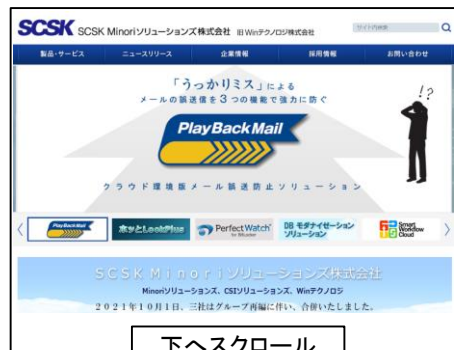 SCSK SCSK Minoriソリューションズ株式会社 旧 Winテクノロジ株式会社
サイト内検索
製品・サービス ニュースリリース 企業情報 採用情報 お問い合わせ
「うっかりミス」による
メールの誤送信を3つの機能で強力に防ぐ
!?
PlayBackMail
クラウド環境版メール誤送防止ソリューション
PlayBackMail ホッとLookPlus PerfectWatch DBモダナイゼーション
ソリューション Smart
Workflow
Cloud
SCSK Minoriソリューションズ株式会社
Minoriソリューションズ、CSIソリューションズ、Winテクノロジ
2021年10月1日、三社はグループ再編に伴い、合併いたしました。
下へスクロール